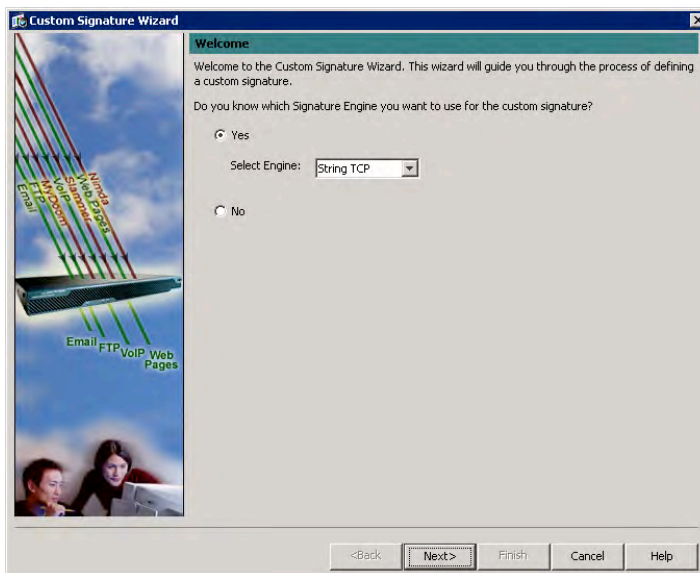 Custom Signature Wizard
Welcome
Welcome to the Custom Signature Wizard. This wizard will guide you through the process of defining
a custom signature.
Do you know which Signature Engine you want to use for the custom signature?
Yes
Select Engine: String TCP
No
Nimda
Web Pages
Slammer
VoIP
MyDoom
FTP
Email
Email
FTP
VoIP
Web
Pages
<Back
Next>
Finish
Cancel
Help